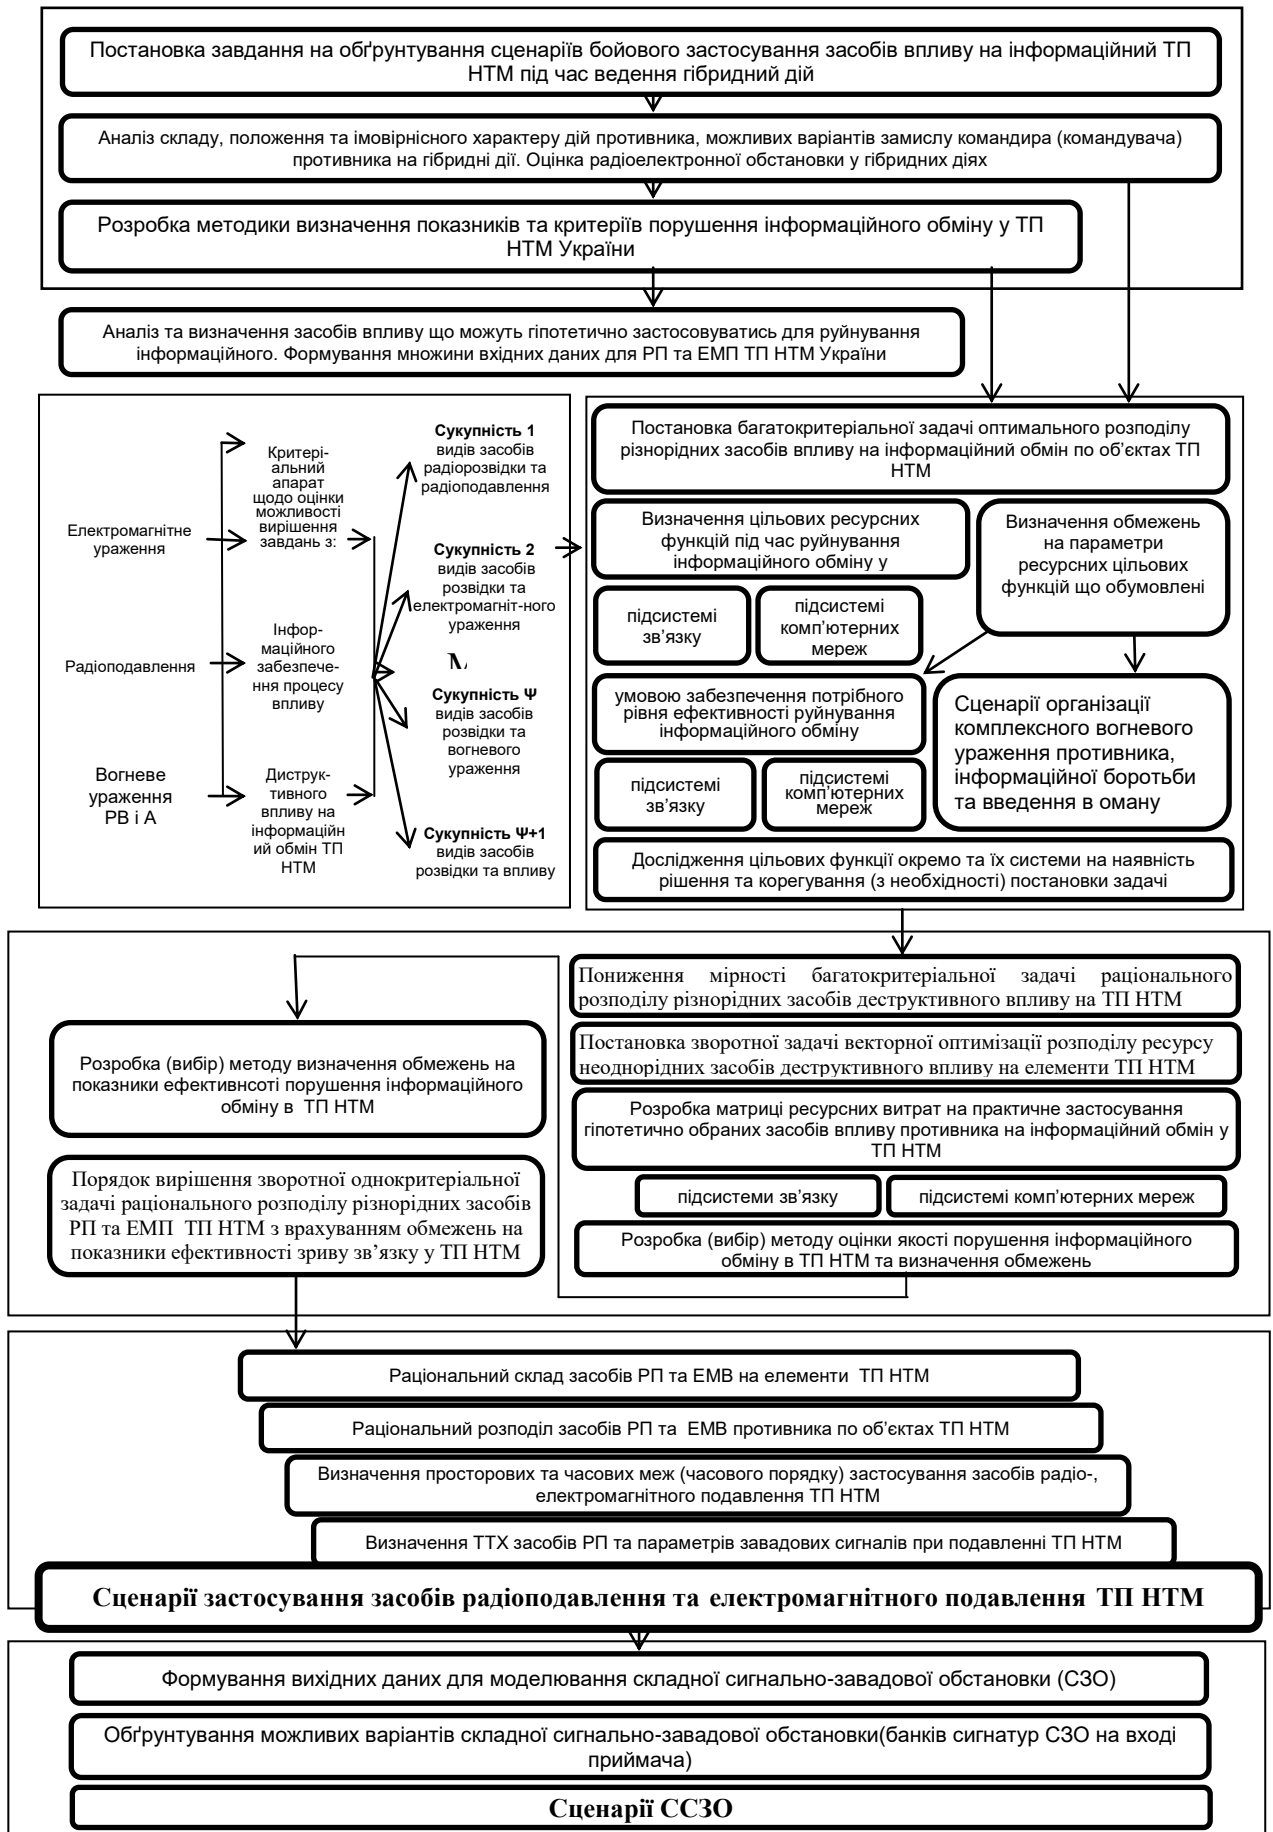 Постановка завдання на обґрунтування сценаріїв бойового застосування засобів впливу на інформаційний ТП
НТМ під час ведення гібридний дій
Аналіз складу, положення та імовірнісного характеру дій противника, можливих варіантів замислу командира (командувача)
противника на гібридні дії. Оцінка радіоелектронної обстановки у гібридних діях
Розробка методики визначення показників та критеріїв порушення інформаційного обміну у ТП
НТМ України
Аналіз та визначення засобів впливу що можуть гіпотетично застосовуватись для руйнування
інформаційного. Формування множини вхідних даних для РП та ЕМП ТП НТМ України
Електромагнітне
ураження
Радіоподавлення
Вогневе
ураження
РВ і А
Критері-
альний
апарат
щодо оцінки
можливості
вирішення
завдань з:
Інфор-
маційного
забезпече-
ння процесу
впливу
Диструк-
тивного
впливу на
інформаційн
ий обмін ТП
НТМ
Сукупність 1
видів засобів
радіорозвідки та
радіоподавлення
Сукупність 2
видів засобів
розвідки та
електромагніт-ного
ураження
Сукупність Ψ
видів засобів
розвідки та
вогневого
ураження
Сукупність Ψ+1
видів засобів
розвідки та впливу
Постановка багатокритеріальної задачі оптимального розподілу
різнорідних засобів впливу на інформаційний обмін по об’єктах ТП
НТМ
Визначення цільових ресурсних
функцій під час руйнування
інформаційного обміну у
підсистемі
зв’язку
підсистемі
комп’ютерних
мереж
Визначення обмежень
на параметри
ресурсних цільових
функцій що обумовлені
умовою забезпечення потрібного
рівня ефективності руйнування
інформаційного обміну
підсистемі
зв’язку
підсистемі
комп’ютерних
мереж
Сценарії організації
комплексного вогневого
ураження противника,
інформаційної боротьби
та введення в оману
Дослідження цільових функції окремо та їх системи на наявність
рішення та корегування (з необхідності) постановки задачі
Пониження мірності багатокритеріальної задачі раціонального
розподілу різнорідних засобів деструктивного впливу на ТП НТМ
Постановка зворотної задачі векторної оптимізації розподілу ресурсу
неоднорідних засобів деструктивного впливу на елементи ТП НТМ
Розробка матриці ресурсних витрат на практичне застосування
гіпотетично обраних засобів впливу противника на інформаційний обмін у
ТП НТМ
підсистеми зв’язку
підсистемі комп’ютерних мереж
Розробка (вибір) методу оцінки якості порушення інформаційного
обміну в ТП НТМ та визначення обмежень
Розробка (вибір) методу визначення обмежень на
показники ефективнсоті порушення інформаційного
обміну в ТП НТМ
Порядок вирішення зворотної однокритеріальної
задачі раціонального розподілу різнорідних засобів
РП та ЕМП ТП НТМ з врахуванням обмежень на
показники ефективності зриву зв’язку у ТП НТМ
Раціональний склад засобів РП та ЕМВ на елементи ТП НТМ
Раціональний розподіл засобів РП та ЕМВ противника по об’єктах ТП НТМ
Визначення просторових та часових меж (часового порядку) застосування засобів радіо-,
електромагнітного подавлення ТП НТМ
Визначення ТТХ засобів РП та параметрів завадових сигналів при подавленні ТП НТМ
Сценарії застосування засобів радіоподавлення та електромагнітного подавлення ТП НТМ
Формування вихідних даних для моделювання складної сигнально-завадової обстановки (СЗО)
Обґрунтування можливих варіантів складної сигнально-завадової обстановки(банків сигнатур СЗО на вході
приймача)
Сценарії ССЗО